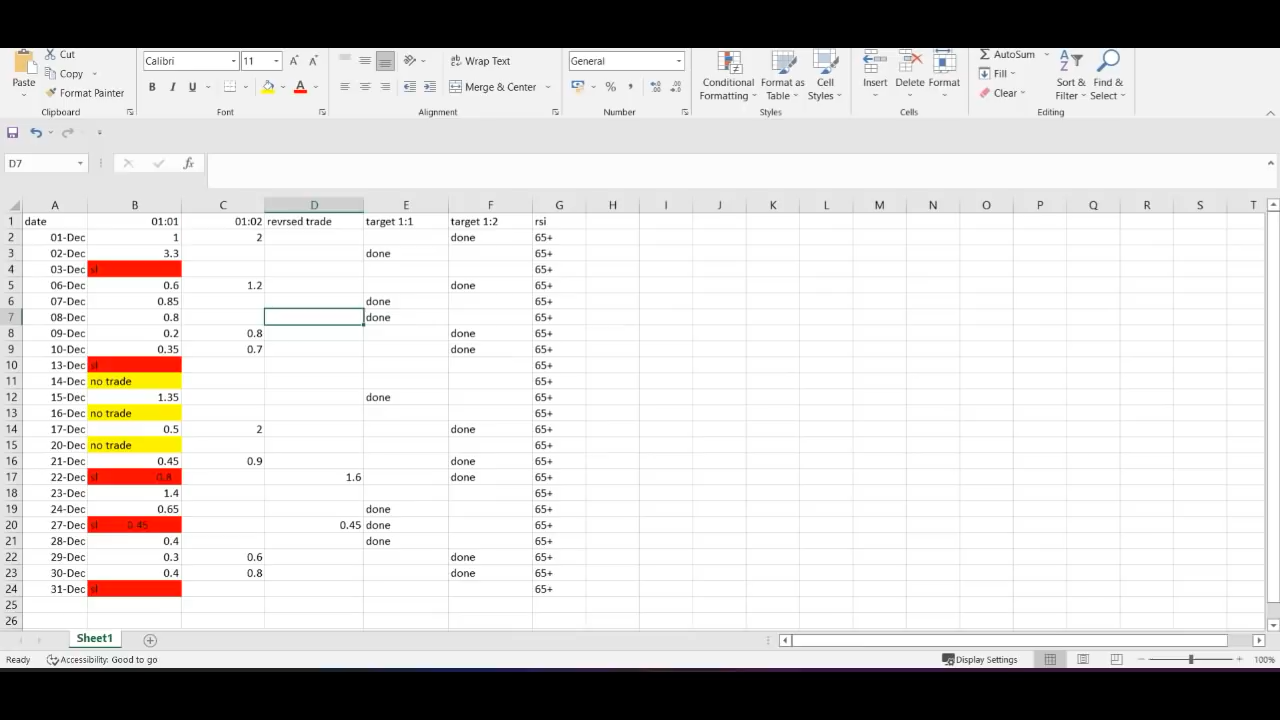 Cut
Calibri 11 Wrap Text General AutoSum
Paste Copy Fill
Format Painter B I U A Merge & Center % , Conditional Formatting Format as Table Cell Styles Insert Delete Format Clear Sort & Filter Find & Select
Clipboard Font Alignment Number Styles Cells Editing
D7 fx
A B C D E F G H I J K L M N O P Q R S T
1 date 01:01 01:02 revrsed trade target 1:1 target 1:2 rsi
2 01-Dec 1 2 done 65+
3 02-Dec 3.3 done 65+
4 03-Dec sl 65+
5 06-Dec 0.6 1.2 done 65+
6 07-Dec 0.85 done 65+
7 08-Dec 0.8 done 65+
8 09-Dec 0.2 0.8 done 65+
9 10-Dec 0.35 0.7 done 65+
10 13-Dec sl 65+
11 14-Dec no trade 65+
12 15-Dec 1.35 done 65+
13 16-Dec no trade 65+
14 17-Dec 0.5 2 done 65+
15 20-Dec no trade 65+
16 21-Dec 0.45 0.9 done 65+
17 22-Dec sl 0.8 1.6 done 65+
18 23-Dec 1.4 65+
19 24-Dec 0.65 done 65+
20 27-Dec sl 0.45 0.45 done 65+
21 28-Dec 0.4 done 65+
22 29-Dec 0.3 0.6 done 65+
23 30-Dec 0.4 0.8 done 65+
24 31-Dec sl 65+
25
26
Sheet1
Ready Accessibility: Good to go Display Settings 100%